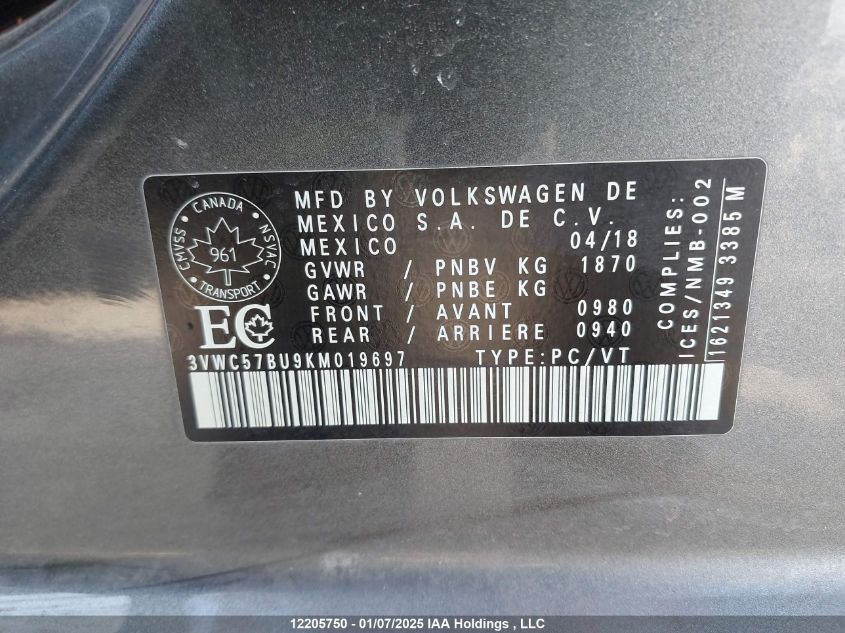 CANADA
CMVSS
NSVAC
961
TRANSPORT
EC
MFD BY VOLKSWAGEN DE
MEXICO S.A. DE C.V.
MEXICO 04/18
GVWR / PNBV KG 1870
GAWR / PNBE KG
FRONT / AVANT 0980
REAR / ARRIERE 0940
3VWC57BU9KM019697 TYPE:PC/VT
COMPLIES:
ICES/NMB-002
1621349 3385 M
12205750 - 01/07/2025 IAA Holdings , LLC